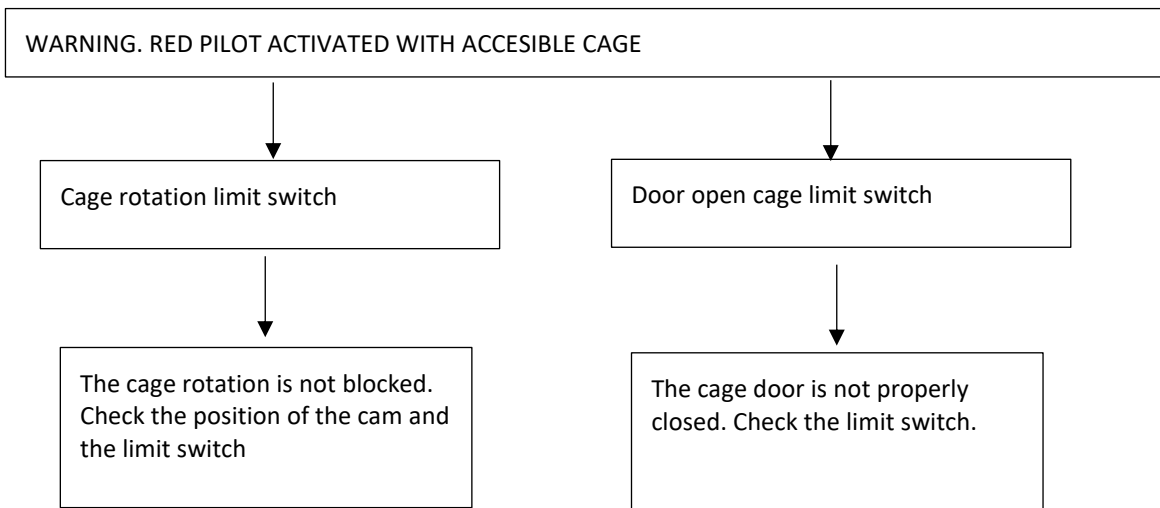 WARNING. RED PILOT ACTIVATED WITH ACCESIBLE CAGE
Cage rotation limit switch
Door open cage limit switch
The cage rotation is not blocked.
Check the position of the cam and
the limit switch
The cage door is not properly
closed. Check the limit switch.